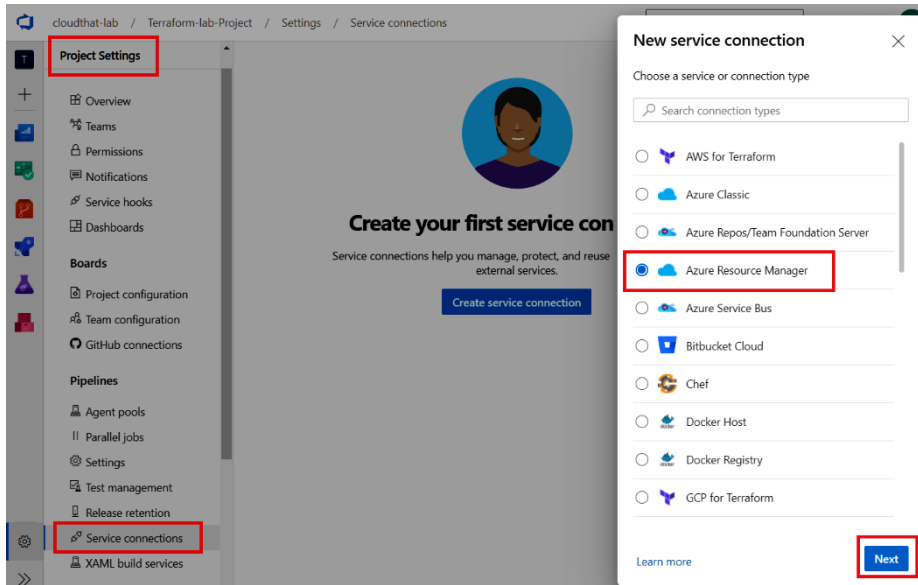 cloudthat-lab / Terraform-lab-Project / Settings / Service connections
T
Project Settings
Overview
Teams
Permissions
Notifications
Service hooks
Dashboards
Boards
Project configuration
Team configuration
GitHub connections
Pipelines
Agent pools
Parallel jobs
Settings
Test management
Release retention
Service connections
XAML build services
Create your first service con
Service connections help you manage, protect, and reuse
external services.
Create service connection
New service connection
Choose a service or connection type
Search connection types
AWS for Terraform
Azure Classic
Azure Repos/Team Foundation Server
Azure Resource Manager
Azure Service Bus
Bitbucket Cloud
Chef
Docker Host
Docker Registry
GCP for Terraform
Learn more
Next